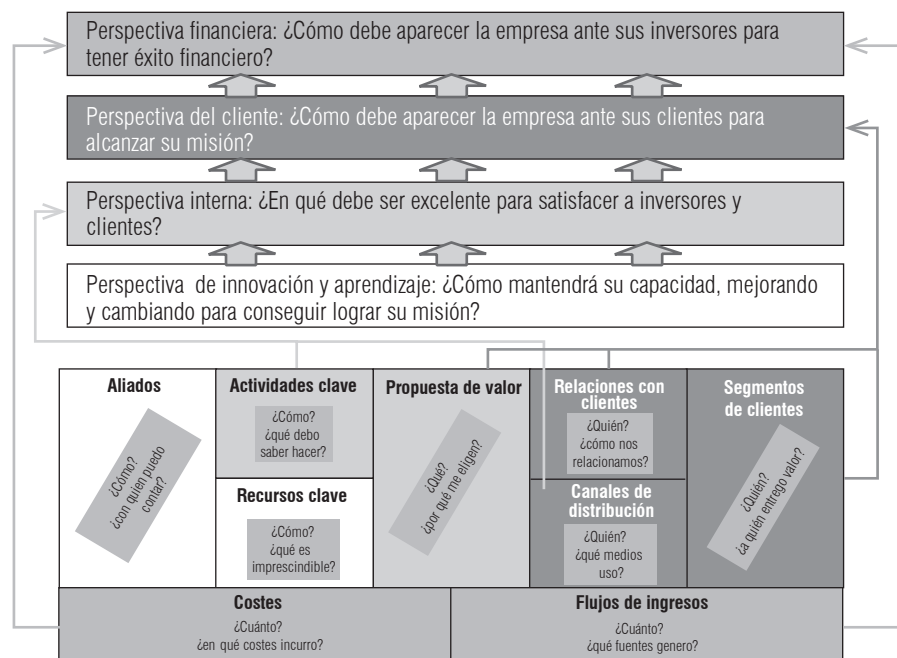 Perspectiva financiera: ¿Cómo debe aparecer la empresa ante sus inversores para
tener éxito financiero?
Perspectiva del cliente: ¿Cómo debe aparecer la empresa ante sus clientes para
alcanzar su misión?
Perspectiva interna: ¿En qué debe ser excelente para satisfacer a inversores y
clientes?
Perspectiva de innovación y aprendizaje: ¿Cómo mantendrá su capacidad, mejorando
y cambiando para conseguir lograr su misión?
Aliados
¿Cómo?
¿con quien puedo
contar?
Actividades clave
¿Cómo?
¿qué debo
saber hacer?
Recursos clave
¿Cómo?
¿qué es
imprescindible?
Propuesta de valor
¿Qué?
¿por qué me eligen?
Relaciones con
clientes
¿Quién?
¿cómo nos
relacionamos?
Canales de
distribución
¿Quién?
¿qué medios
uso?
Segmentos
de clientes
¿Quién?
¿a quién entrego valor?
Costes
¿Cuánto?
¿en qué costes incurro?
Flujos de ingresos
¿Cuánto?
¿qué fuentes genero?